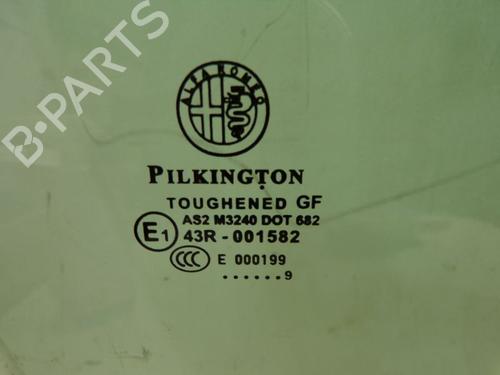 B-PARTS
ALFA ROMEO
PILKINGTON
TOUGHENED GF
AS2 M3240 DOT 682
E1 43R - 001582
CCC E 000199
......9